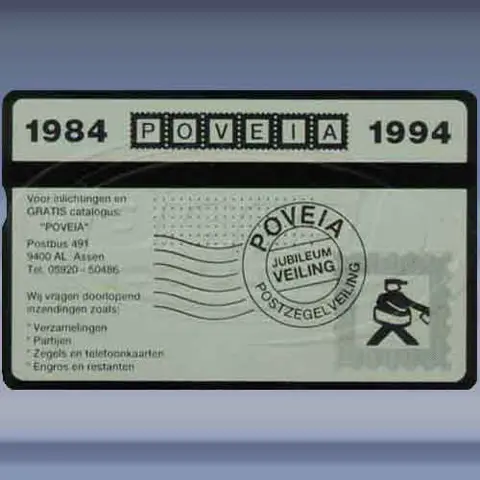 1984 POVEIA 1994
Voor inlichtingen en
GRATIS catalogus:
"POVEIA"
Postbus 491
9400 AL Assen
Tel. 05920 - 50486
Wij vragen doorlopend
inzendingen zoals:
* Verzamelingen
* Partijen
* Zegels en telefoonkaarten
* Engros en restanten
POVEIA
JUBILEUM
VEILING
POSTZEGELVEILING